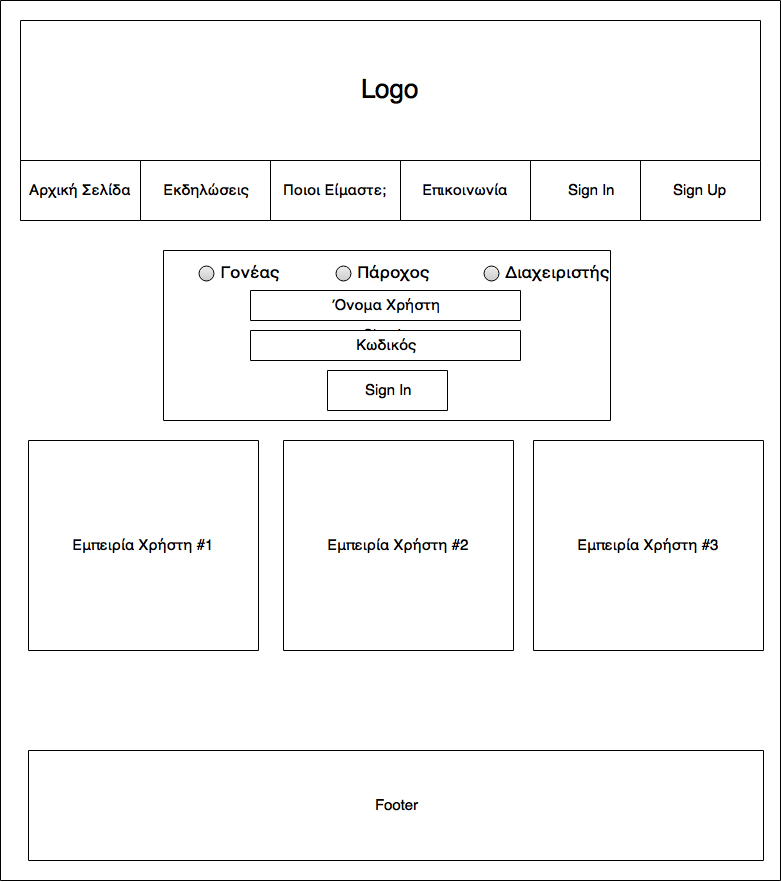 Logo
Αρχική Σελίδα Εκδηλώσεις Ποιοι Είμαστε; Επικοινωνία Sign In Sign Up
Γονέας Πάροχος Διαχειριστής
Όνομα Χρήστη
Κωδικός
Sign In
Εμπειρία Χρήστη #1 Εμπειρία Χρήστη #2 Εμπειρία Χρήστη #3
Footer